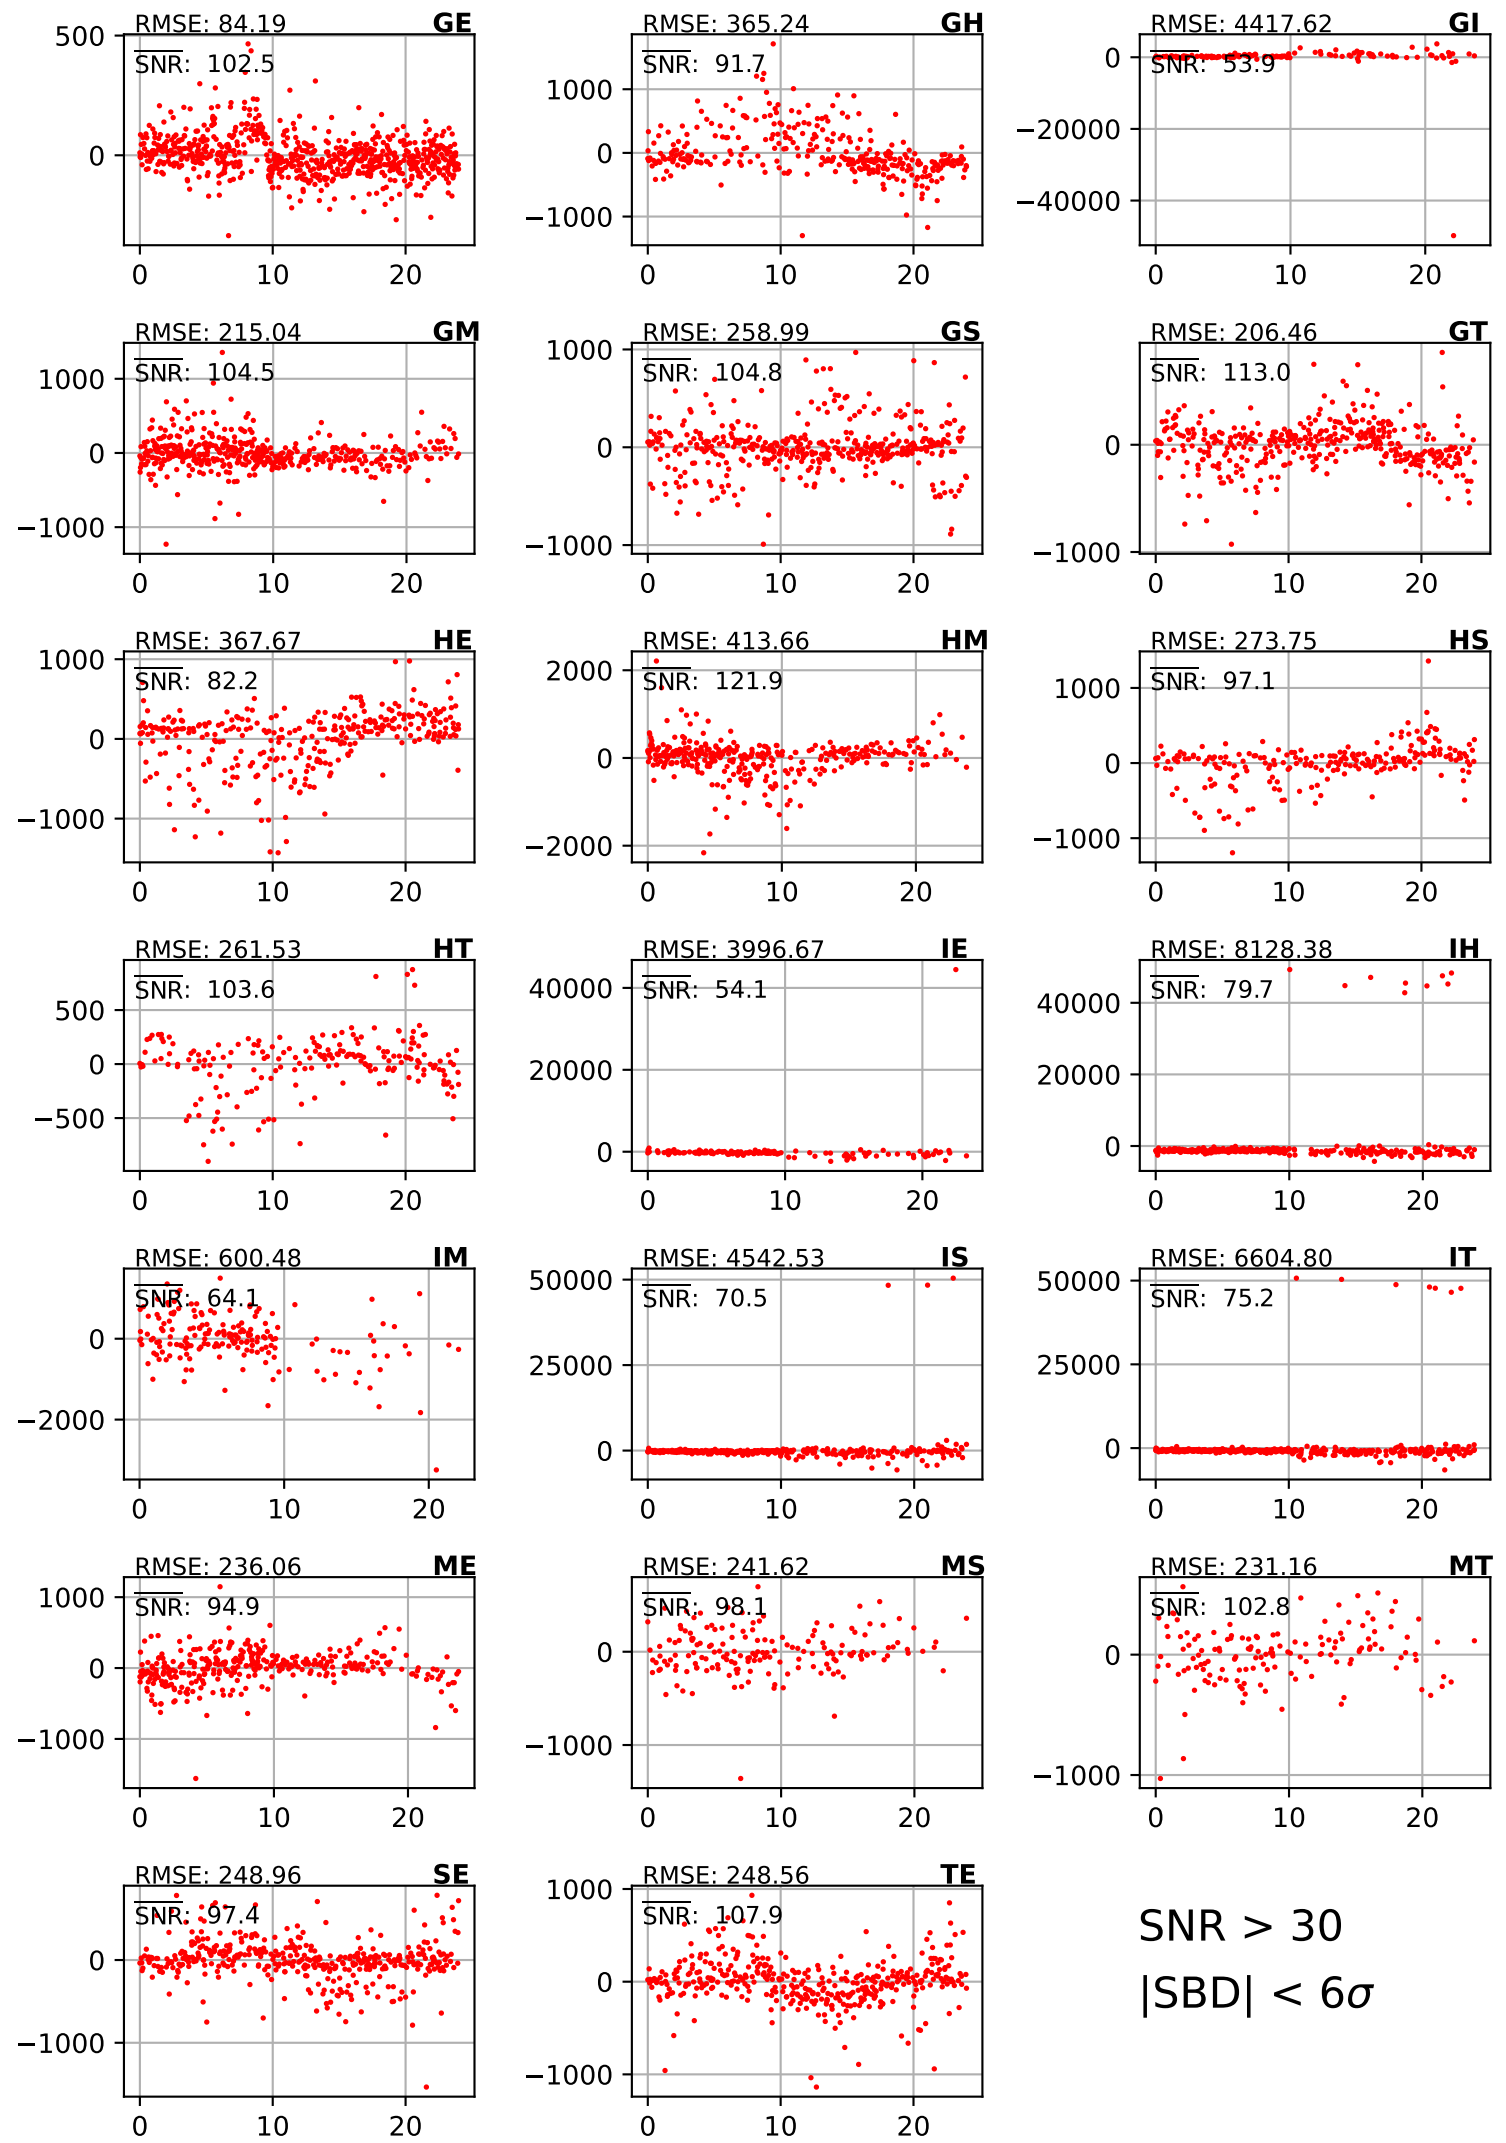 RMSE: 84.19 GE
SNR: 102.5
500
0
0 10 20
RMSE: 365.24 GH
SNR: 91.7
1000
0
−1000
0 10 20
RMSE: 4417.62 GI
SNR: 53.9
0
−20000
−40000
0 10 20
RMSE: 215.04 GM
SNR: 104.5
1000
0
−1000
0 10 20
RMSE: 258.99 GS
SNR: 104.8
1000
0
−1000
0 10 20
RMSE: 206.46 GT
SNR: 113.0
0
−1000
0 10 20
RMSE: 367.67 HE
SNR: 82.2
1000
0
−1000
0 10 20
RMSE: 413.66 HM
SNR: 121.9
2000
0
−2000
0 10 20
RMSE: 273.75 HS
SNR: 97.1
1000
0
−1000
0 10 20
RMSE: 261.53 HT
SNR: 103.6
500
0
−500
0 10 20
RMSE: 3996.67 IE
SNR: 54.1
40000
20000
0
0 10 20
RMSE: 8128.38 IH
SNR: 79.7
40000
20000
0
0 10 20
RMSE: 600.48 IM
SNR: 64.1
0
−2000
0 10 20
RMSE: 4542.53 IS
SNR: 70.5
50000
25000
0
0 10 20
RMSE: 6604.80 IT
SNR: 75.2
50000
25000
0
0 10 20
RMSE: 236.06 ME
SNR: 94.9
1000
0
−1000
0 10 20
RMSE: 241.62 MS
SNR: 98.1
0
−1000
0 10 20
RMSE: 231.16 MT
SNR: 102.8
0
−1000
0 10 20
RMSE: 248.96 SE
SNR: 97.4
0
−1000
0 10 20
RMSE: 248.56 TE
SNR: 107.9
1000
0
−1000
0 10 20
SNR > 30
|SBD| < 6σ